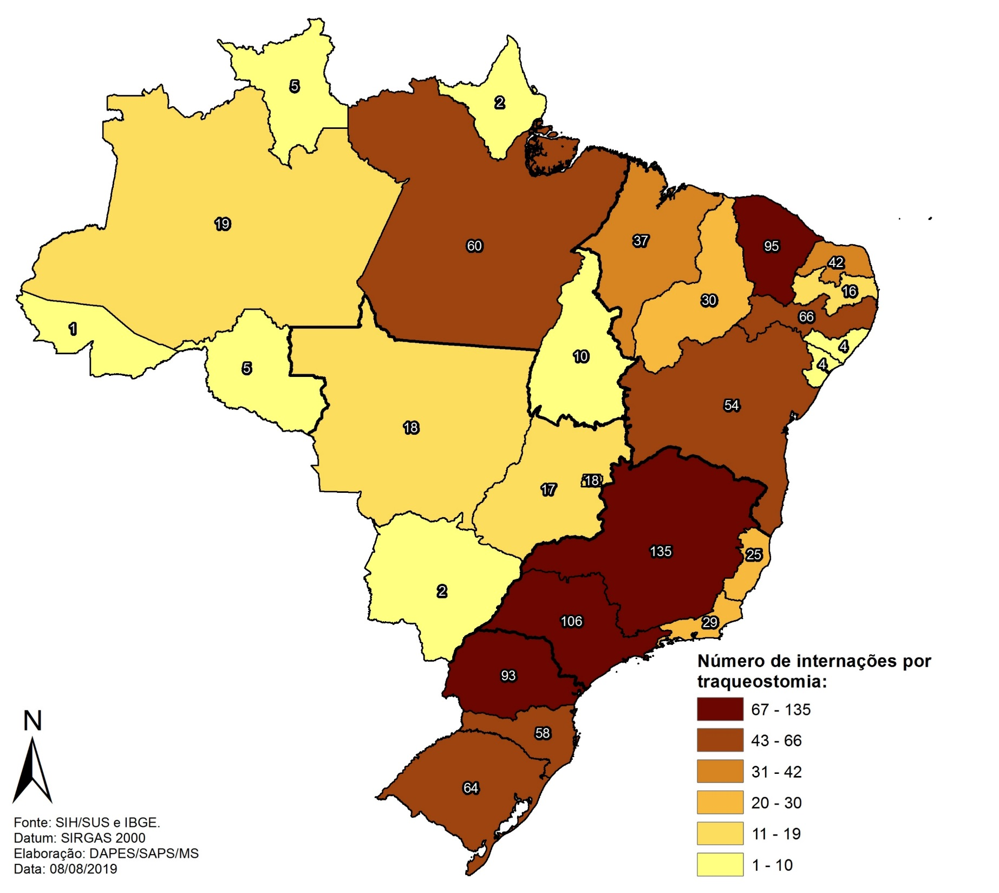 5
2
19
60
37
95
42
16
30
66
1
4
5
10
4
54
18
18
17
135
25
2
106
29
93
58
64
Número de internações por
traqueostomia:
67 - 135
43 - 66
31 - 42
20 - 30
11 - 19
1 - 10
N
Fonte: SIH/SUS e IBGE.
Datum: SIRGAS 2000
Elaboração: DAPES/SAPS/MS
Data: 08/08/2019